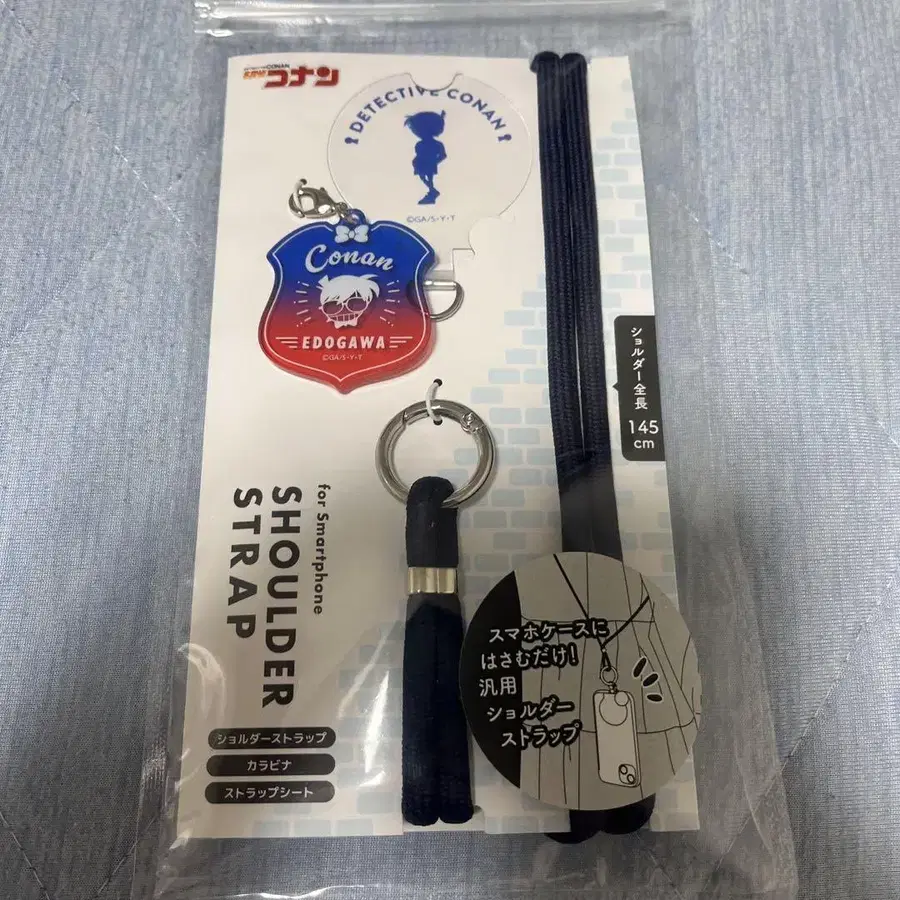 名探偵コナン
DETECTIVE CONAN
©GA/S・Y・T
Conan
EDOGAWA
©GA/S・Y・T
ショルダー全長
145
cm
for Smartphone
SHOULDER
STRAP
スマホケースに
はさむだけ!
汎用
ショルダー
ストラップ
ショルダーストラップ
カラビナ
ストラップシート